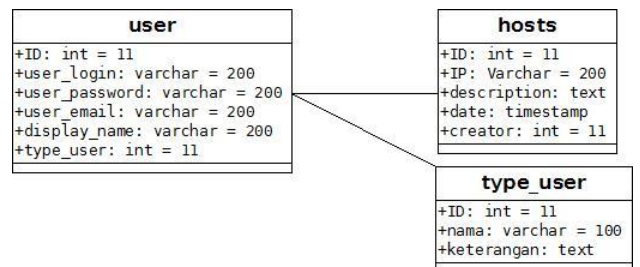 user
+ID: int = 11
+user_login: varchar = 200
+user_password: varchar = 200
+user_email: varchar = 200
+display_name: varchar = 200
+type_user: int = 11
hosts
+ID: int = 11
+IP: Varchar = 200
+description: text
+date: timestamp
+creator: int = 11
type_user
+ID: int = 11
+nama: varchar = 100
+keterangan: text